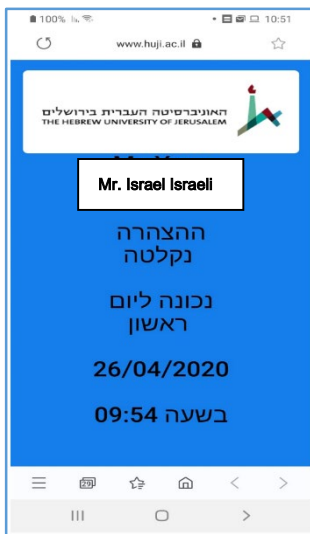 100%
10:51
www.huji.ac.il
האוניברסיטה העברית בירושלים
THE HEBREW UNIVERSITY OF JERUSALEM
Mr. Israel Israeli
ההצהרה
נקלטה
נכונה ליום
ראשון
26/04/2020
בשעה 09:54